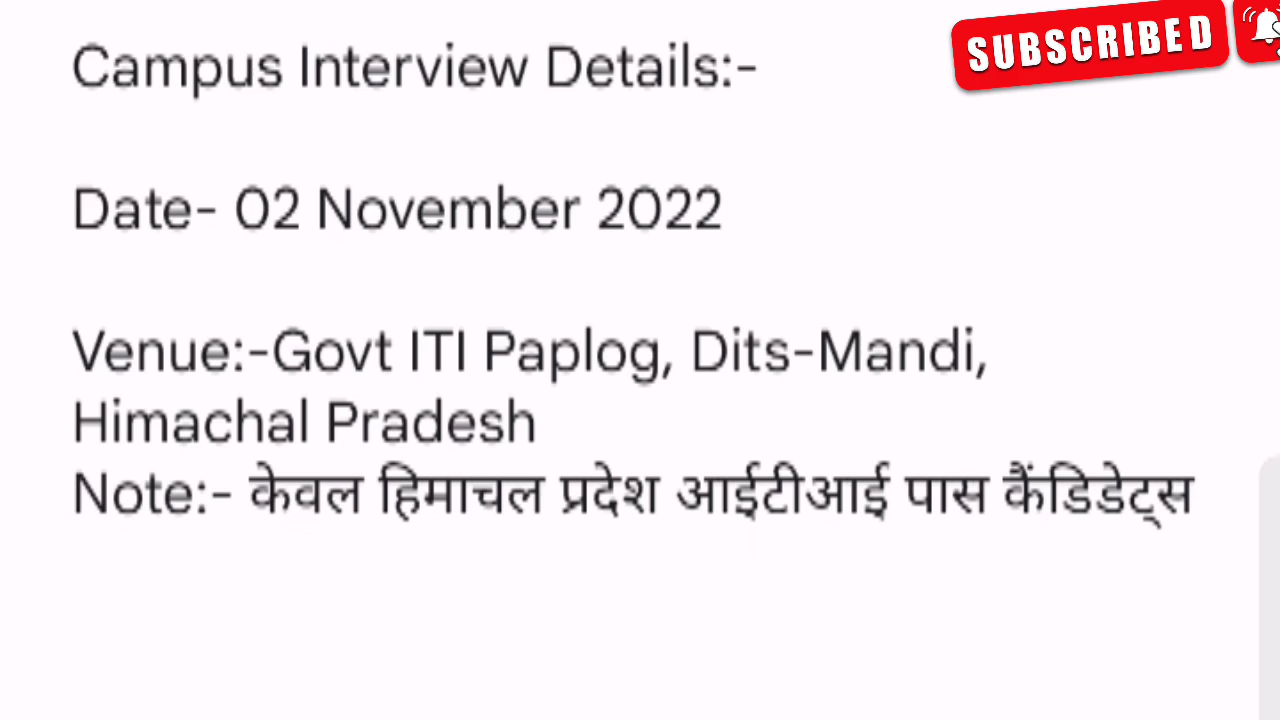 SUBSCRIBED
Campus Interview Details:-
Date- 02 November 2022
Venue:-Govt ITI Paplog, Dits-Mandi,
Himachal Pradesh
Note:- केवल हिमाचल प्रदेश आईटीआई पास कैंडिडेट्स